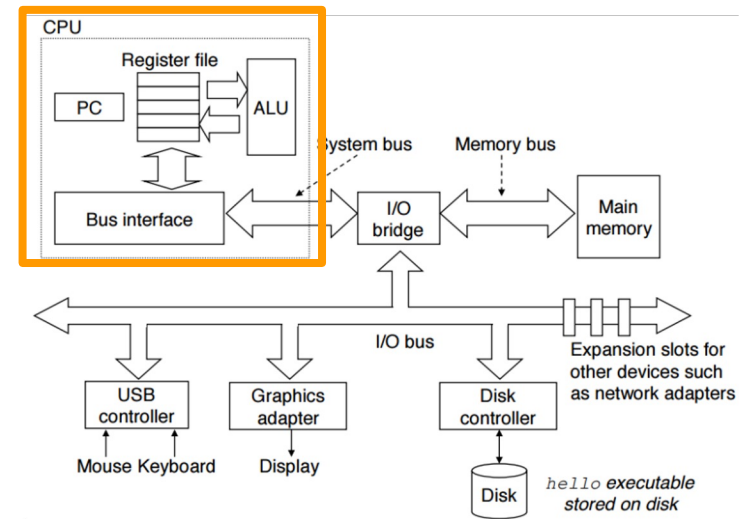 CPU
Register file
PC
ALU
System bus
Memory bus
Bus interface
I/O
bridge
Main
memory
I/O bus
Expansion slots for
other devices such
as network adapters
USB
controller
Graphics
adapter
Disk
controller
Mouse Keyboard
Display
Disk
hello executable
stored on disk